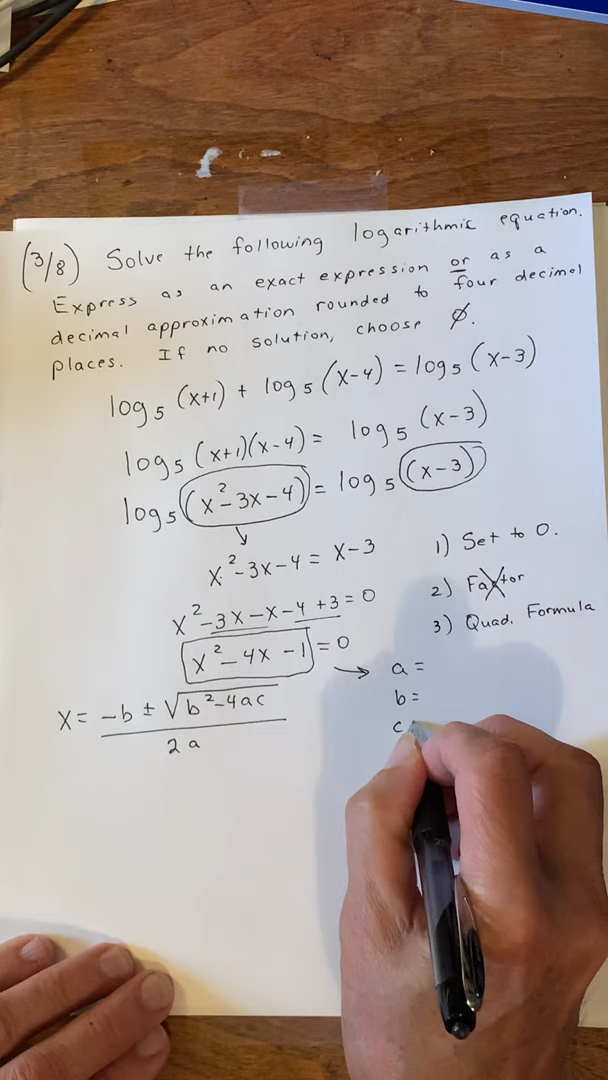 (3/8) Solve the following logarithmic equation.
Express as an exact expression or as a
decimal approximation rounded to four decimal
places. If no solution, choose ∅.
log₅(x+1) + log₅(x-4) = log₅(x-3)
log₅(x+1)(x-4) = log₅(x-3)
log₅(x²-3x-4) = log₅(x-3)
x²-3x-4 = x-3
1) Set to 0.
x²-3x-x-4+3 = 0
2) Factor
x²-4x-1 = 0
3) Quad. Formula
→ a =
b =
c
x = (-b ± √(b²-4ac)) / 2a